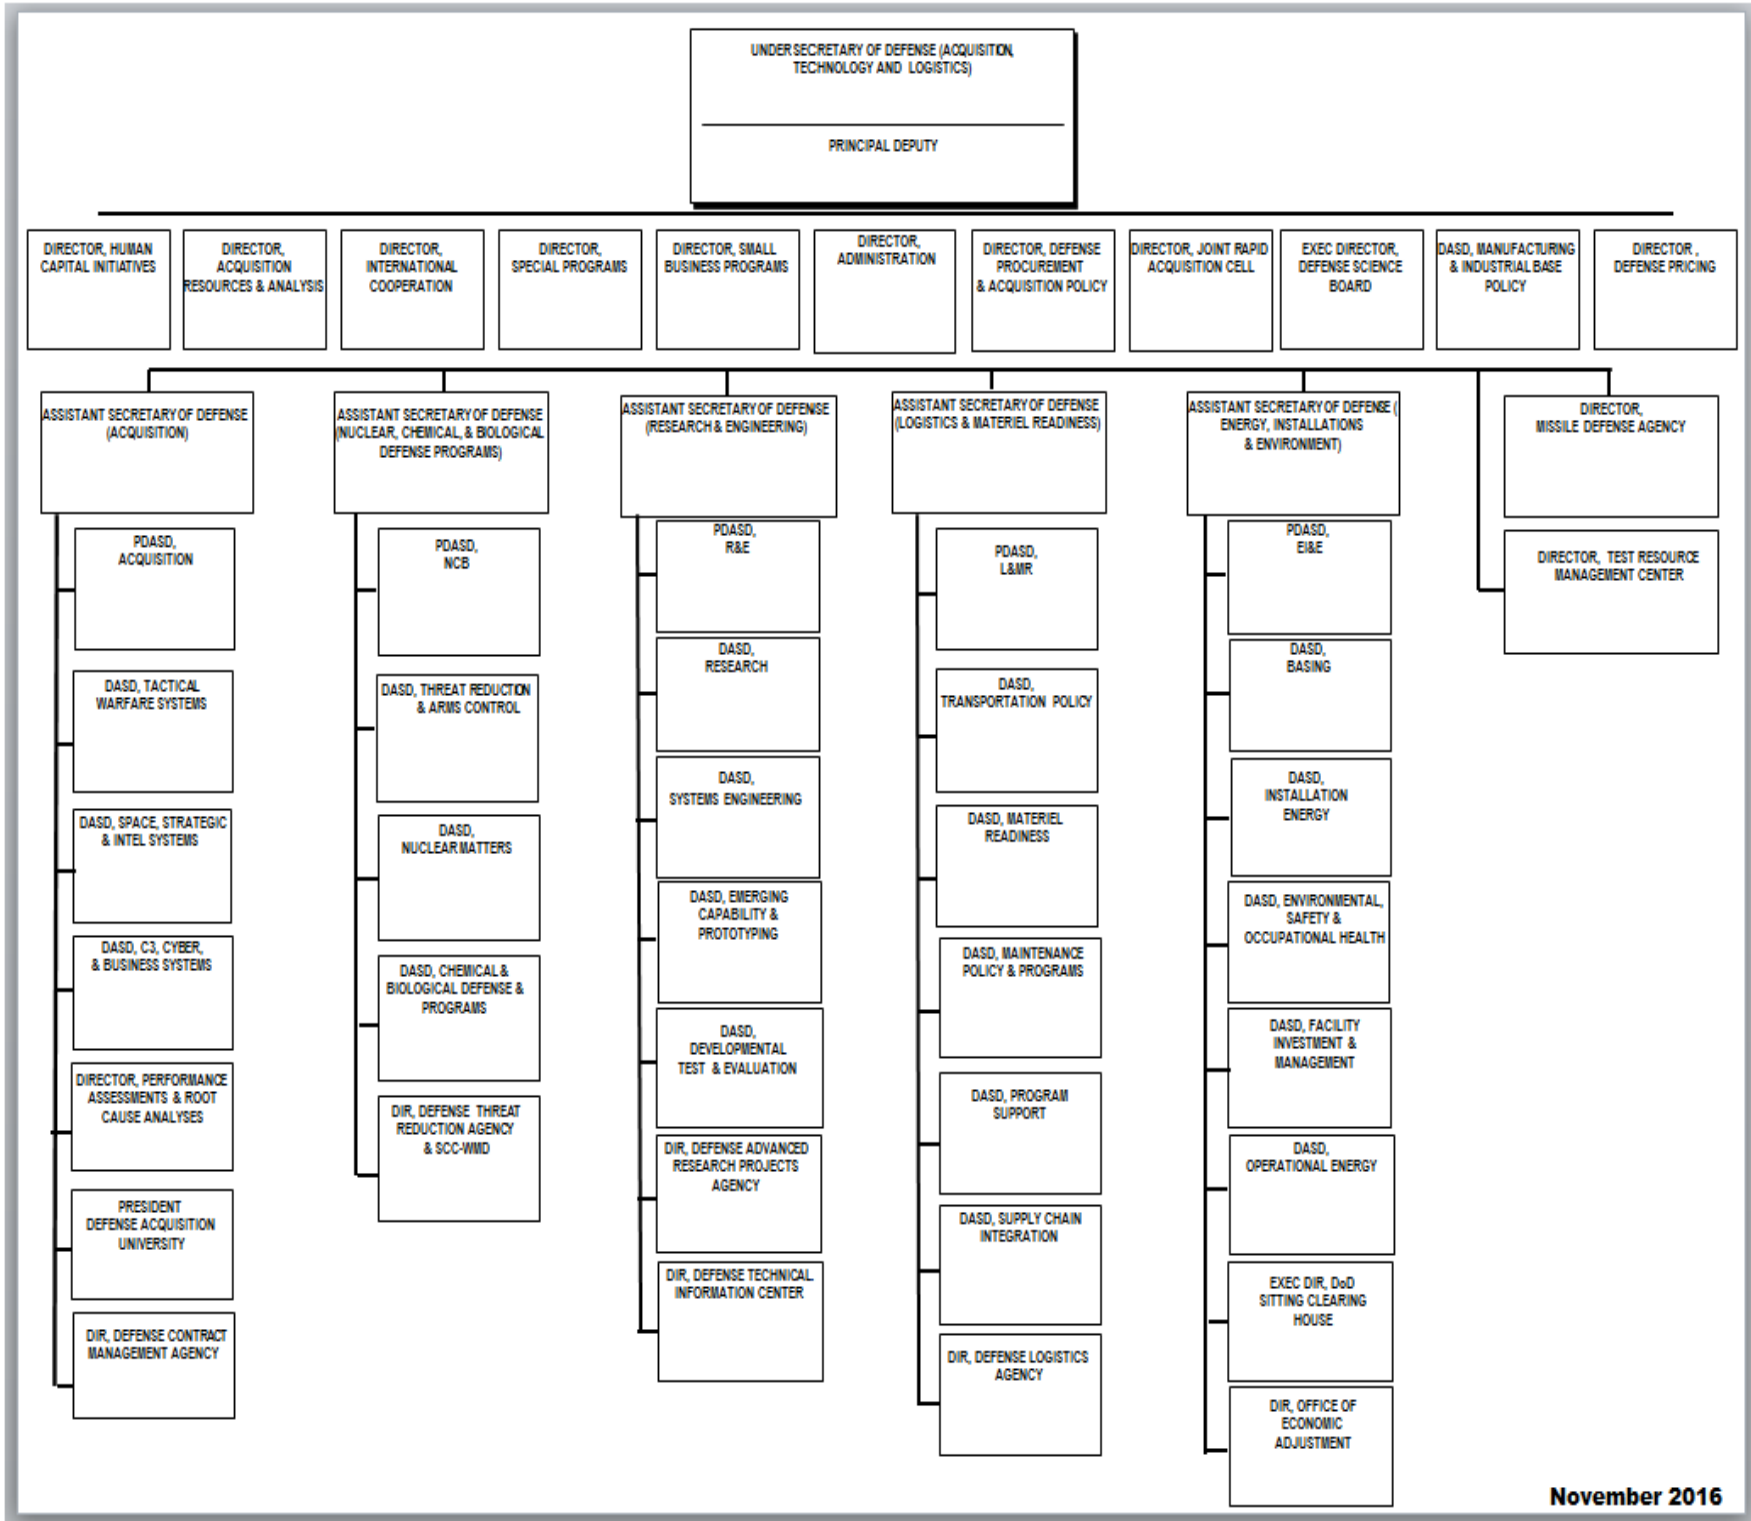 UNDER SECRETARY OF DEFENSE (ACQUISITION,
TECHNOLOGY AND LOGISTICS)
PRINCIPAL DEPUTY
DIRECTOR, HUMAN
CAPITAL INITIATIVES
DIRECTOR,
ACQUISITION
RESOURCES & ANALYSIS
DIRECTOR,
INTERNATIONAL
COOPERATION
DIRECTOR,
SPECIAL PROGRAMS
DIRECTOR, SMALL
BUSINESS PROGRAMS
DIRECTOR,
ADMINISTRATION
DIRECTOR, DEFENSE
PROCUREMENT
& ACQUISITION POLICY
DIRECTOR, JOINT RAPID
ACQUISITION CELL
EXEC DIRECTOR,
DEFENSE SCIENCE
BOARD
DASD, MANUFACTURING
& INDUSTRIAL BASE
POLICY
DIRECTOR ,
DEFENSE PRICING
ASSISTANT SECRETARY OF DEFENSE
(ACQUISITION)
PDASD,
ACQUISITION
DASD, TACTICAL
WARFARE SYSTEMS
DASD, SPACE, STRATEGIC
& INTEL SYSTEMS
DASD, C3, CYBER,
& BUSINESS SYSTEMS
DIRECTOR, PERFORMANCE
ASSESSMENTS & ROOT
CAUSE ANALYSES
PRESIDENT
DEFENSE ACQUISITION
UNIVERSITY
DIR, DEFENSE CONTRACT
MANAGEMENT AGENCY
ASSISTANT SECRETARY OF DEFENSE
(NUCLEAR, CHEMICAL, & BIOLOGICAL
DEFENSE PROGRAMS)
PDASD,
NCB
DASD, THREAT REDUCTION
& ARMS CONTROL
DASD,
NUCLEAR MATTERS
DASD, CHEMICAL &
BIOLOGICAL DEFENSE &
PROGRAMS
DIR, DEFENSE THREAT
REDUCTION AGENCY
& SCC-WMD
ASSISTANT SECRETARY OF DEFENSE
(RESEARCH & ENGINEERING)
PDASD,
R&E
DASD,
RESEARCH
DASD,
SYSTEMS ENGINEERING
DASD, EMERGING
CAPABILITY &
PROTOTYPING
DASD,
DEVELOPMENTAL
TEST & EVALUATION
DIR, DEFENSE ADVANCED
RESEARCH PROJECTS
AGENCY
DIR, DEFENSE TECHNICAL
INFORMATION CENTER
ASSISTANT SECRETARY OF DEFENSE
(LOGISTICS & MATERIEL READINESS)
PDASD,
L&MR
DASD,
TRANSPORTATION POLICY
DASD, MATERIEL
READINESS
DASD, MAINTENANCE
POLICY & PROGRAMS
DASD, PROGRAM
SUPPORT
DASD, SUPPLY CHAIN
INTEGRATION
DIR, DEFENSE LOGISTICS
AGENCY
ASSISTANT SECRETARY OF DEFENSE (
ENERGY, INSTALLATIONS
& ENVIRONMENT)
PDASD,
EI&E
DASD,
BASING
DASD,
INSTALLATION
ENERGY
DASD, ENVIRONMENTAL,
SAFETY &
OCCUPATIONAL HEALTH
DASD, FACILITY
INVESTMENT &
MANAGEMENT
DASD,
OPERATIONAL ENERGY
EXEC DIR, DoD
SITTING CLEARING
HOUSE
DIR, OFFICE OF
ECONOMIC
ADJUSTMENT
DIRECTOR,
MISSILE DEFENSE AGENCY
DIRECTOR, TEST RESOURCE
MANAGEMENT CENTER
November 2016